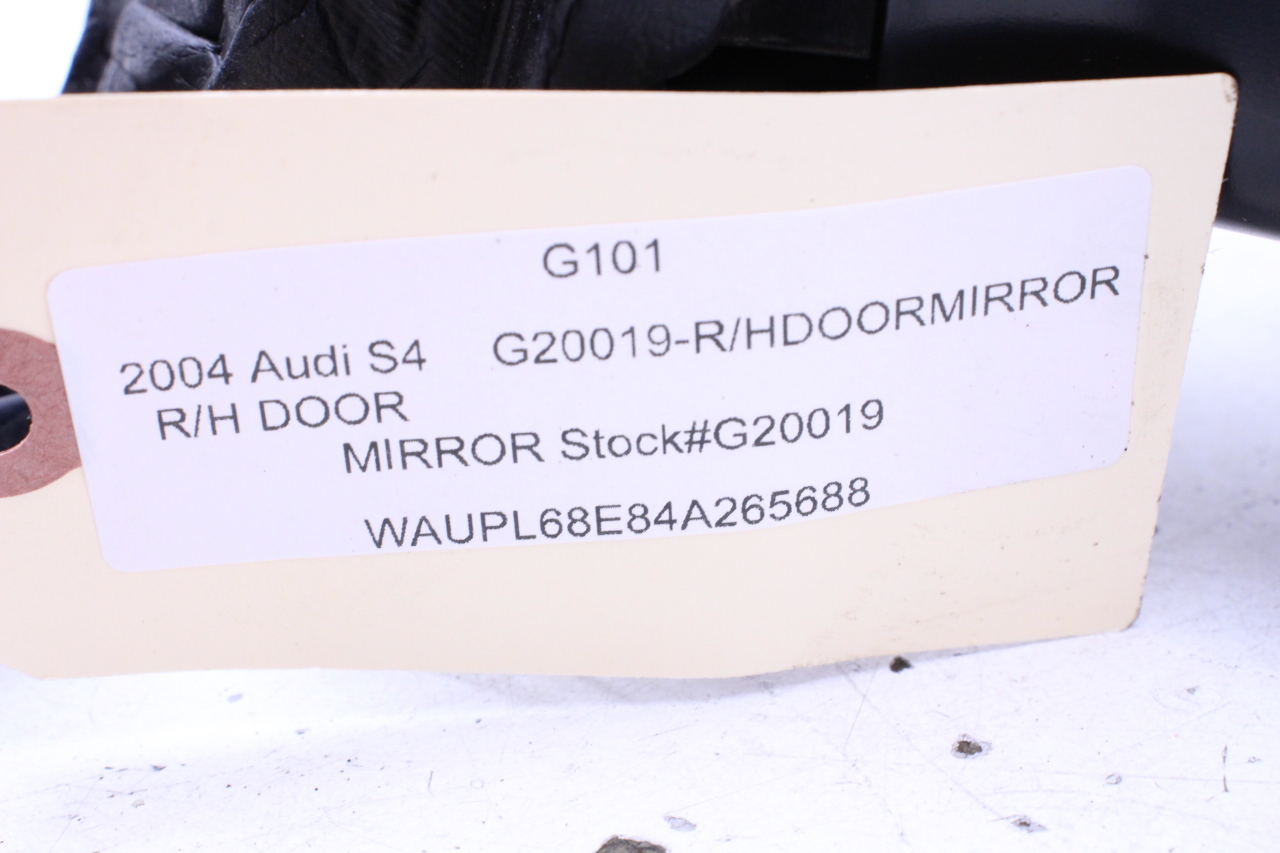 G101
2004 Audi S4 G20019-R/HDOORMIRROR
R/H DOOR
MIRROR Stock#G20019
WAUPL68E84A265688